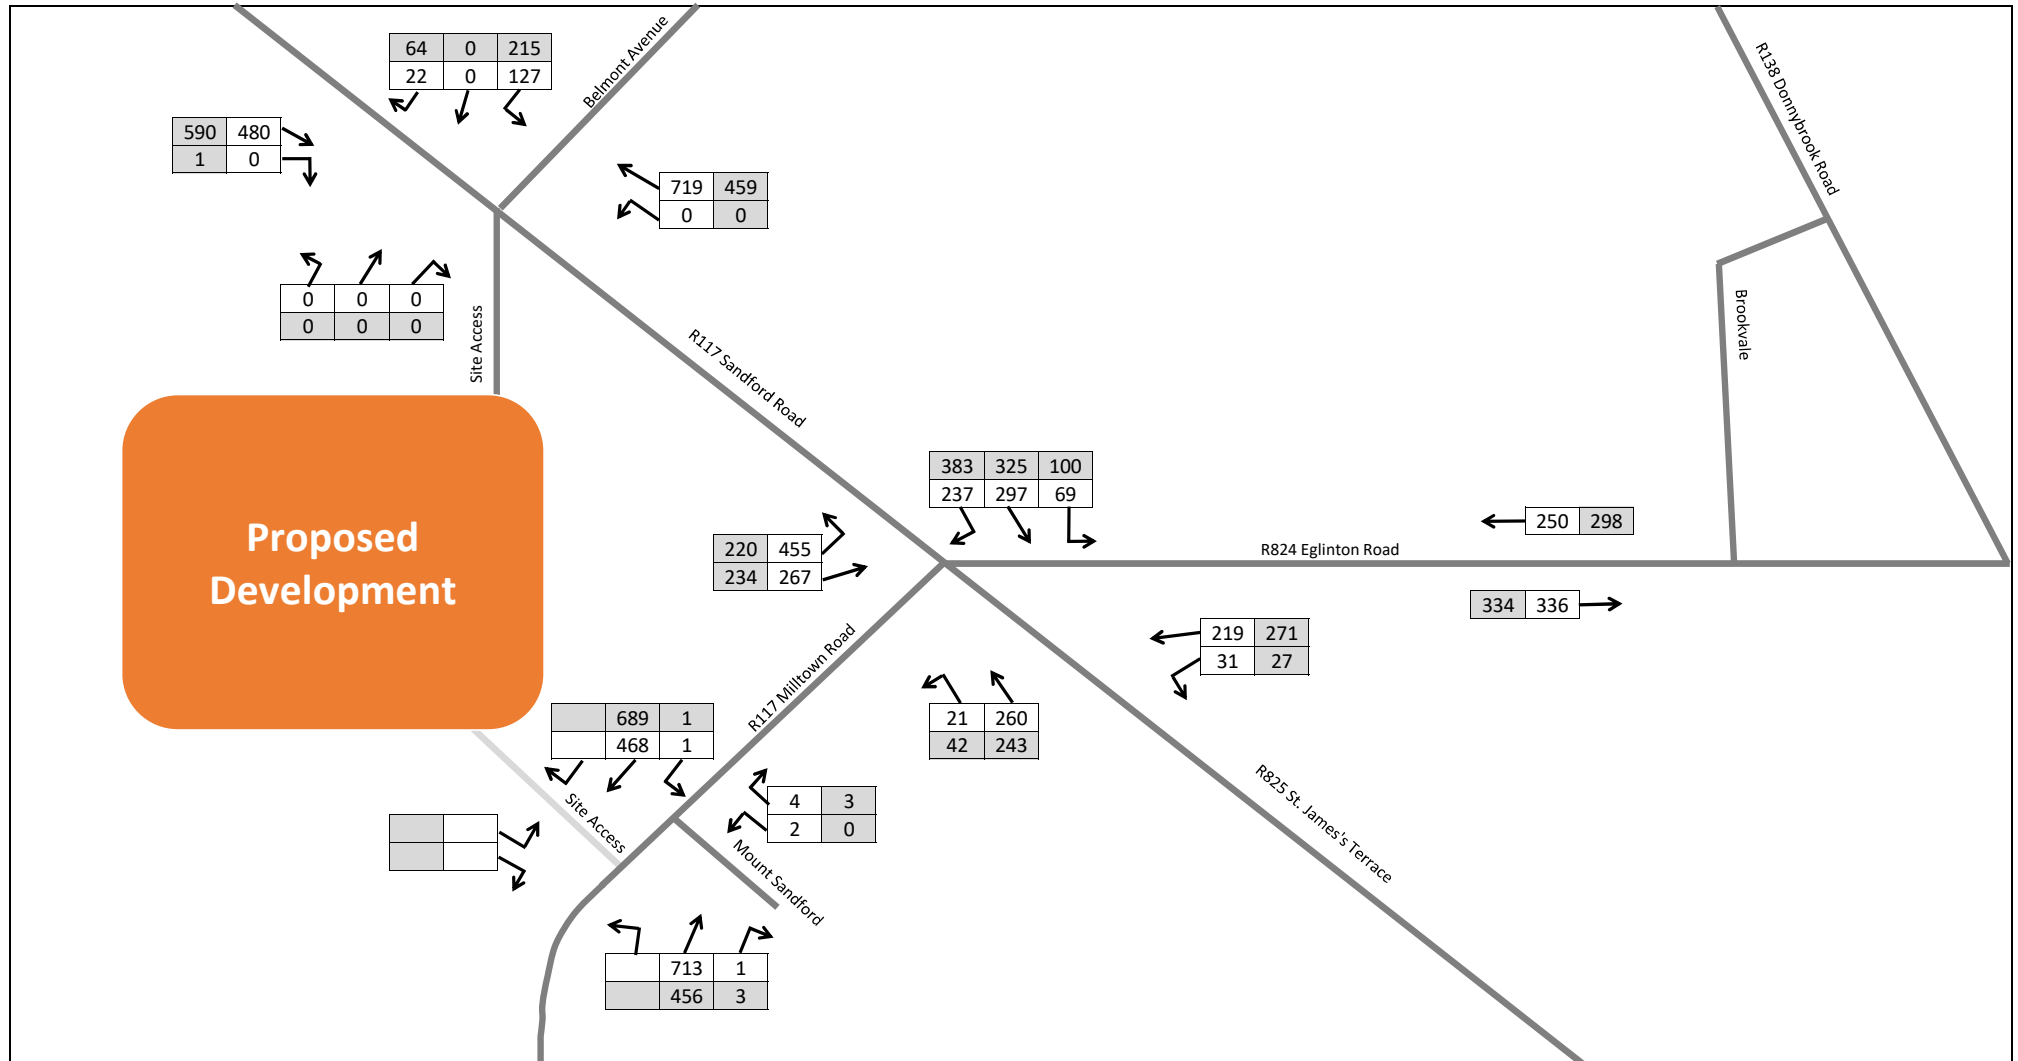 64 0 215
22 0 127
Belmont Avenue
R138 Donnybrook Road
590 480
1 0
719 459
0 0
0 0 0
0 0 0
Site Access
R117 Sandford Road
Brookvale
Proposed
Development
383 325 100
237 297 69
220 455
234 267
R824 Eglinton Road
250 298
334 336
219 271
31 27
R117 Milltown Road
21 260
42 243
689 1
468 1
4 3
2 0
Site Access
Mount Sandford
R825 St. James's Terrace
713 1
456 3